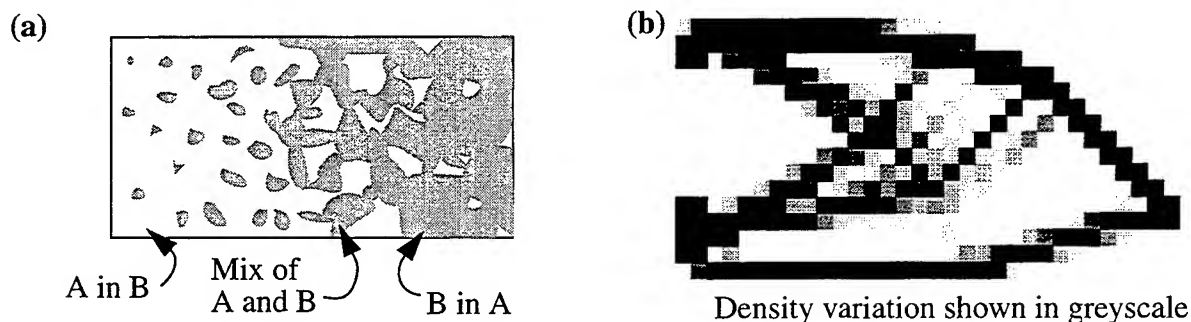 (a)
A in B
Mix of
A and B
B in A
(b)
Density variation shown in greyscale